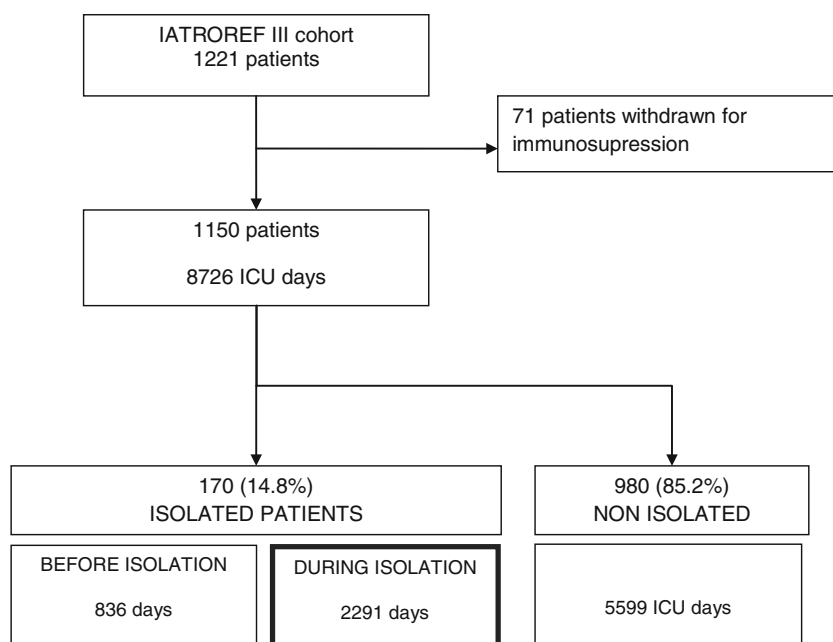 IATROREF III cohort
1221 patients
71 patients withdrawn for
immunosupression
1150 patients
8726 ICU days
170 (14.8%)
ISOLATED PATIENTS
980 (85.2%)
NON ISOLATED
BEFORE ISOLATION
836 days
DURING ISOLATION
2291 days
5599 ICU days